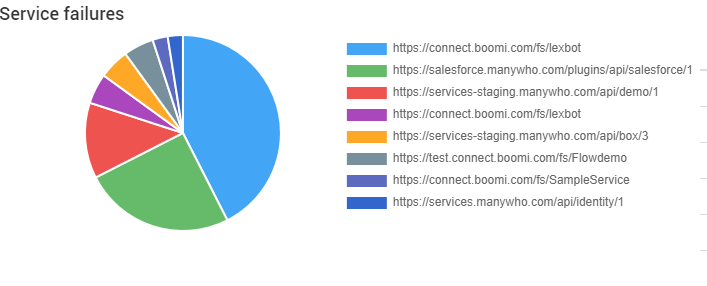 Service failures
https://connect.boomi.com/fs/lexbot
https://salesforce.manywho.com/plugins/api/salesforce/1
https://services-staging.manywho.com/api/demo/1
https://connect.boomi.com/fs/lexbot
https://services-staging.manywho.com/api/box/3
https://test.connect.boomi.com/fs/Flowdemo
https://connect.boomi.com/fs/SampleService
https://services.manywho.com/api/identity/1